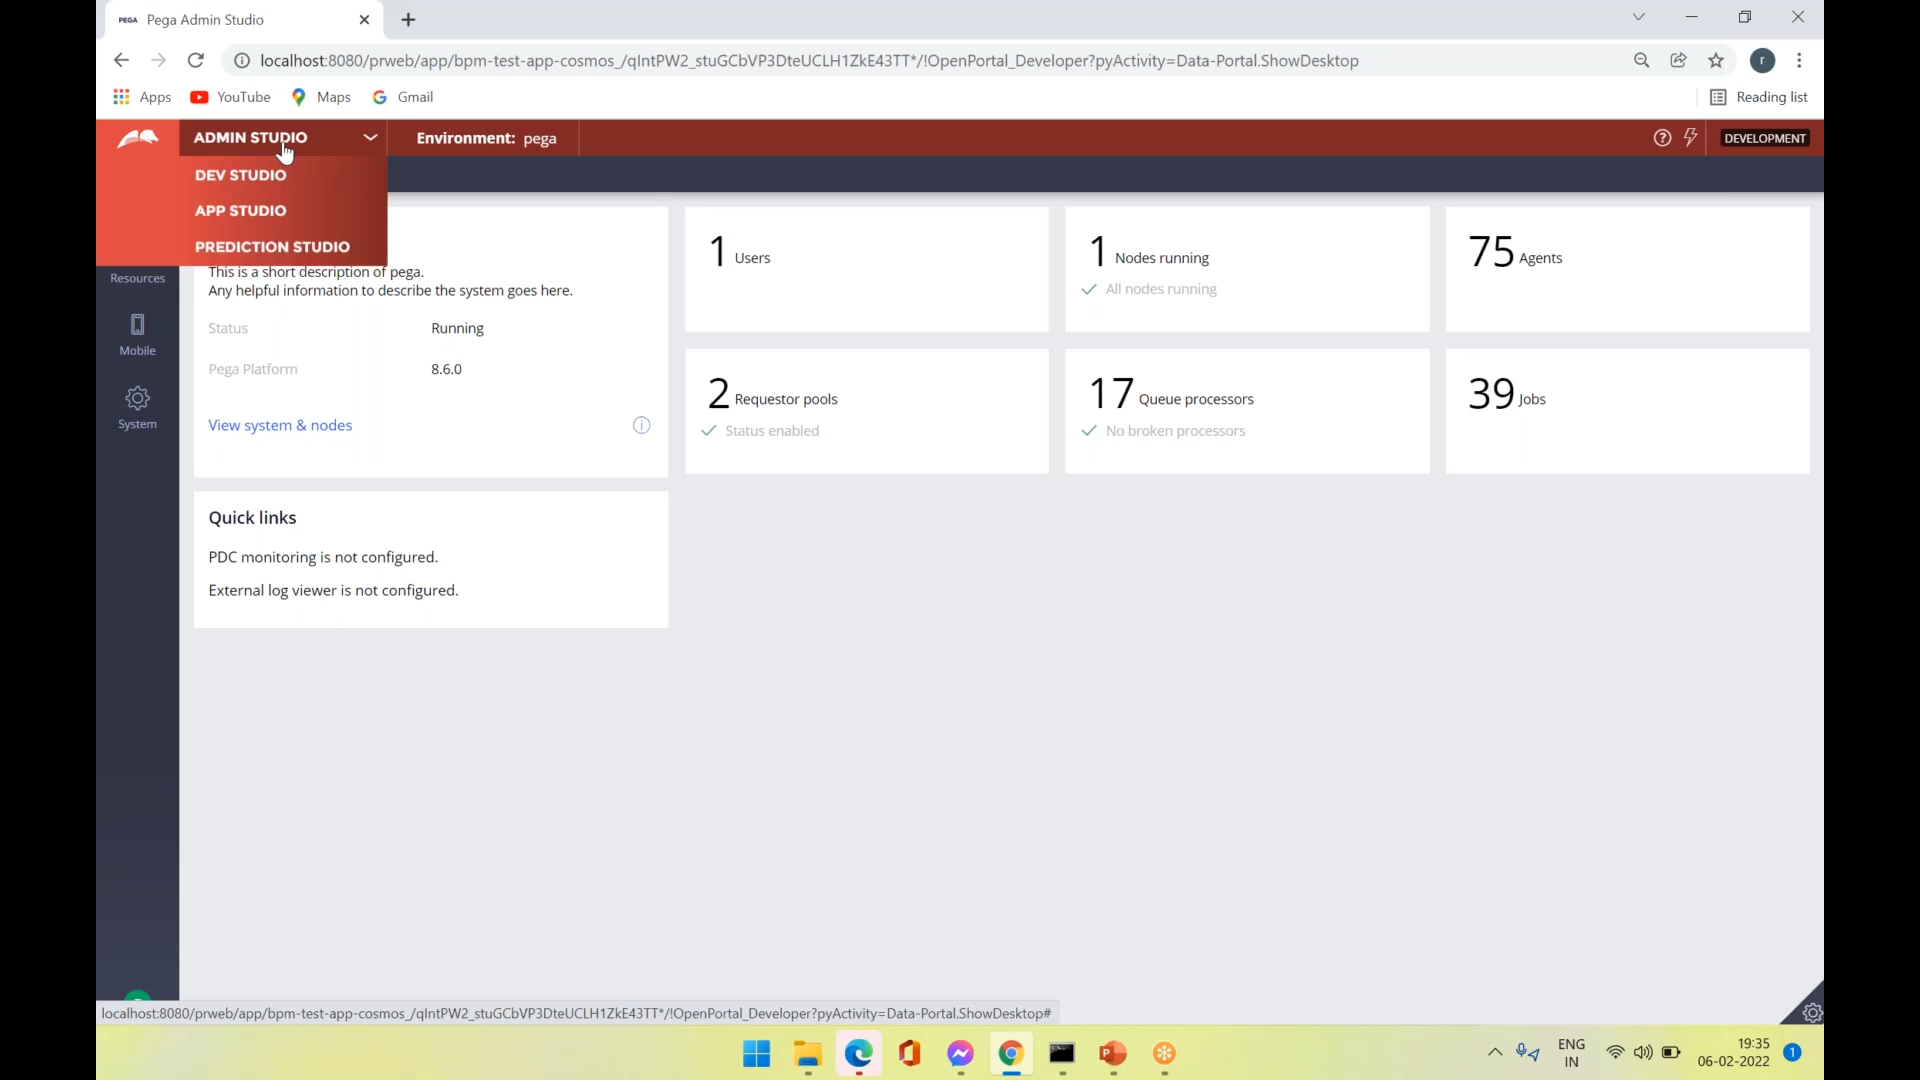 PEGA Pega Admin Studio
localhost:8080/prweb/app/bpm-test-app-cosmos_/qIntPW2_stuGCbVP3DteUCLH1ZkE43TT*/!OpenPortal_Developer?pyActivity=Data-Portal.ShowDesktop
r
Apps YouTube Maps Gmail Reading list
ADMIN STUDIO Environment: pega DEVELOPMENT
DEV STUDIO
APP STUDIO
PREDICTION STUDIO
Resources
Mobile
System
This is a short description of pega.
Any helpful information to describe the system goes here.
Status Running
Pega Platform 8.6.0
View system & nodes
1 Users
1 Nodes running
All nodes running
75 Agents
2 Requestor pools
Status enabled
17 Queue processors
No broken processors
39 Jobs
Quick links
PDC monitoring is not configured.
External log viewer is not configured.
localhost:8080/prweb/app/bpm-test-app-cosmos_/qIntPW2_stuGCbVP3DteUCLH1ZkE43TT*/!OpenPortal_Developer?pyActivity=Data-Portal.ShowDesktop#
ENG
IN
19:35
06-02-2022
1